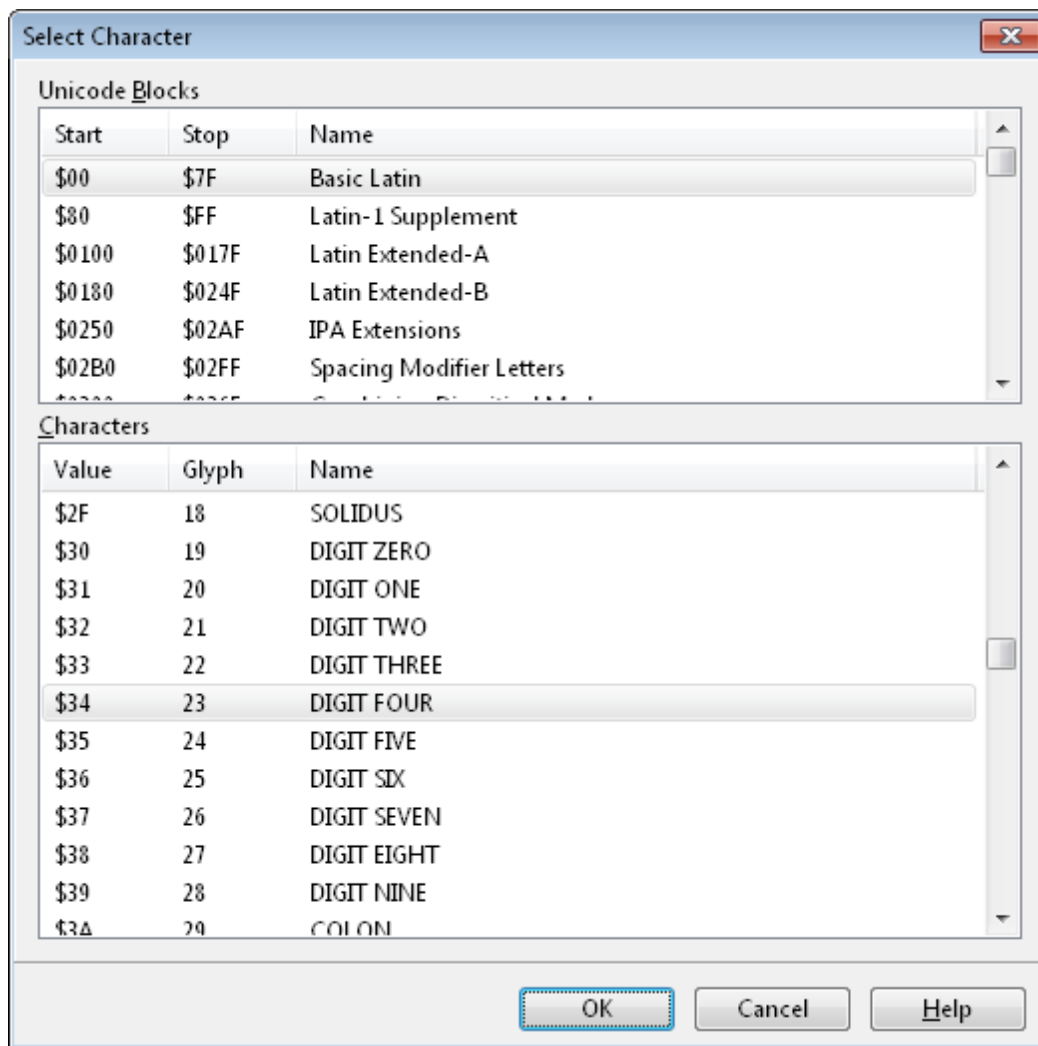 Select Character
Unicode Blocks
Start Stop Name
$00 $7F Basic Latin
$80 $FF Latin-1 Supplement
$0100 $017F Latin Extended-A
$0180 $024F Latin Extended-B
$0250 $02AF IPA Extensions
$02B0 $02FF Spacing Modifier Letters
Characters
Value Glyph Name
$2F 18 SOLIDUS
$30 19 DIGIT ZERO
$31 20 DIGIT ONE
$32 21 DIGIT TWO
$33 22 DIGIT THREE
$34 23 DIGIT FOUR
$35 24 DIGIT FIVE
$36 25 DIGIT SIX
$37 26 DIGIT SEVEN
$38 27 DIGIT EIGHT
$39 28 DIGIT NINE
$3A 29 COLON
OK Cancel Help